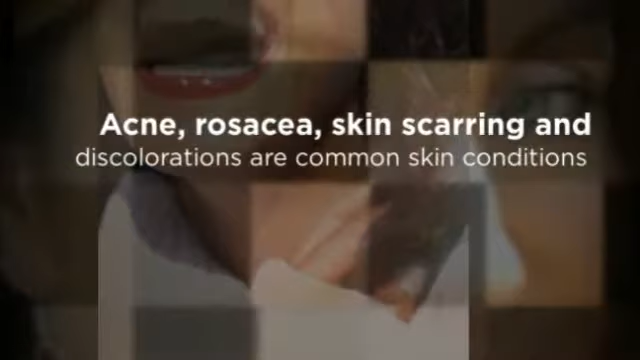 Acne, rosacea, skin scarring and
discolorations are common skin conditions